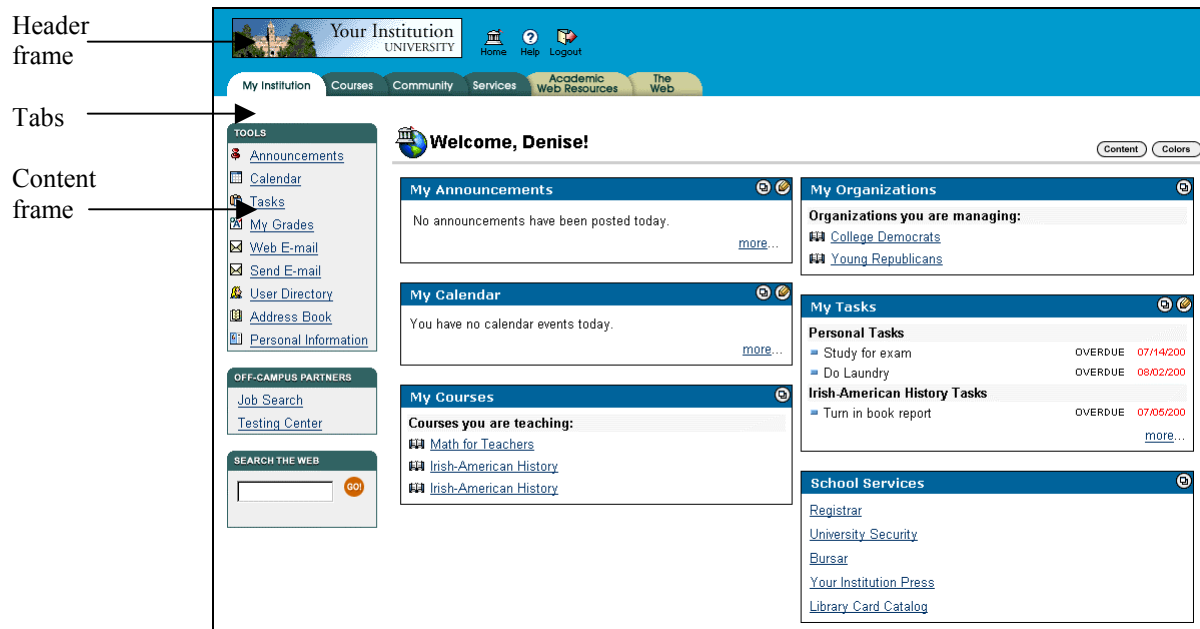 Header
frame
Tabs
Content
frame
Your Institution
UNIVERSITY
Home Help Logout
My Institution Courses Community Services Academic Web Resources The Web
TOOLS
Announcements
Calendar
Tasks
My Grades
Web E-mail
Send E-mail
User Directory
Address Book
Personal Information
OFF-CAMPUS PARTNERS
Job Search
Testing Center
SEARCH THE WEB
GO!
Welcome, Denise!
Content Colors
My Announcements
No announcements have been posted today.
more...
My Calendar
You have no calendar events today.
more...
My Courses
Courses you are teaching:
Math for Teachers
Irish-American History
Irish-American History
My Organizations
Organizations you are managing:
College Democrats
Young Republicans
My Tasks
Personal Tasks
Study for exam OVERDUE 07/14/200
Do Laundry OVERDUE 08/02/200
Irish-American History Tasks
Turn in book report OVERDUE 07/05/200
more...
School Services
Registrar
University Security
Bursar
Your Institution Press
Library Card Catalog